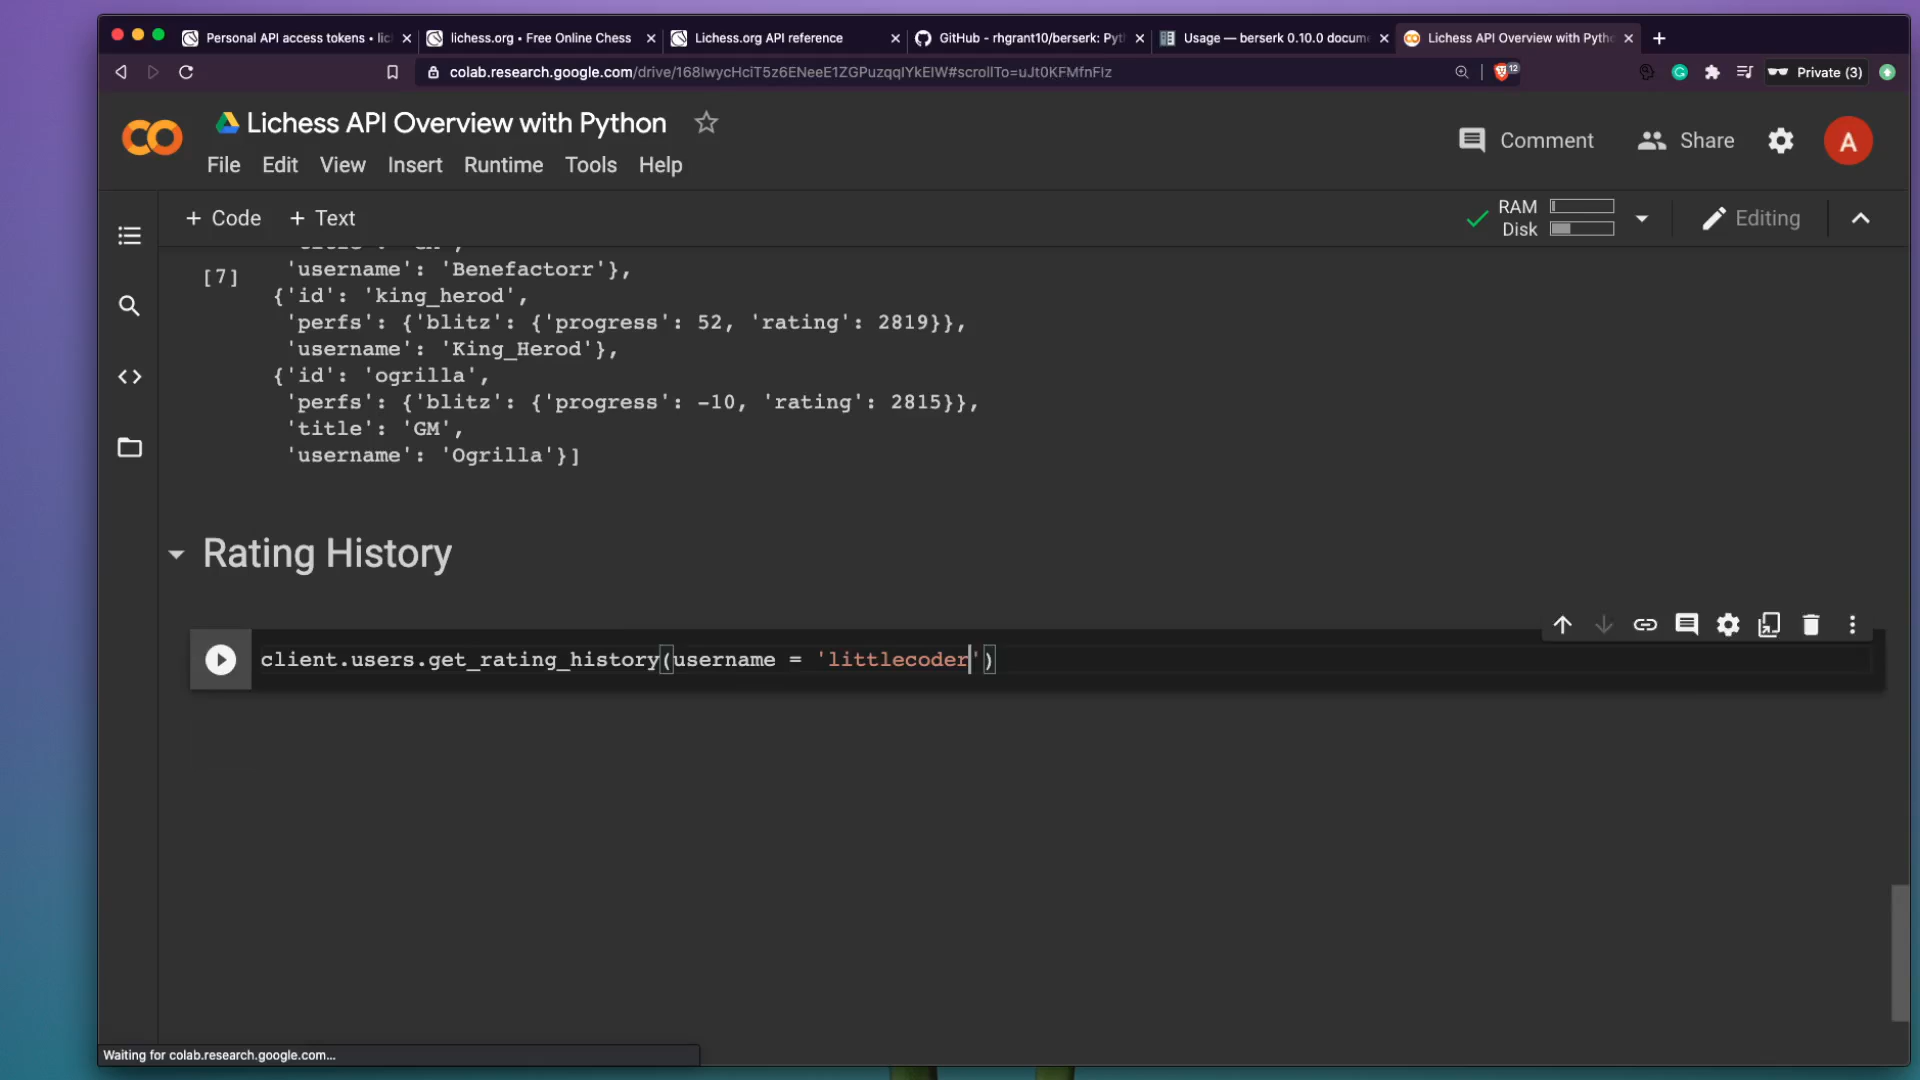 Personal API access tokens • lic
lichess.org • Free Online Chess
Lichess.org API reference
GitHub - rhgrant10/berserk: Pyt
Usage — berserk 0.10.0 docum
Lichess API Overview with Pytho
colab.research.google.com/drive/168lwycHciT5z6ENeeE1ZGPuzqqIYkElW#scrollTo=uJt0KFMfnFIz
12
Private (3)
Lichess API Overview with Python
Comment
Share
A
File Edit View Insert Runtime Tools Help
+ Code + Text
RAM
Disk
Editing
[7]
'username': 'Benefactorr'},
{'id': 'king_herod',
'perfs': {'blitz': {'progress': 52, 'rating': 2819}},
'username': 'King_Herod'},
{'id': 'ogrilla',
'perfs': {'blitz': {'progress': -10, 'rating': 2815}},
'title': 'GM',
'username': 'Ogrilla'}]
Rating History
client.users.get_rating_history(username = 'littlecoder')
Waiting for colab.research.google.com...